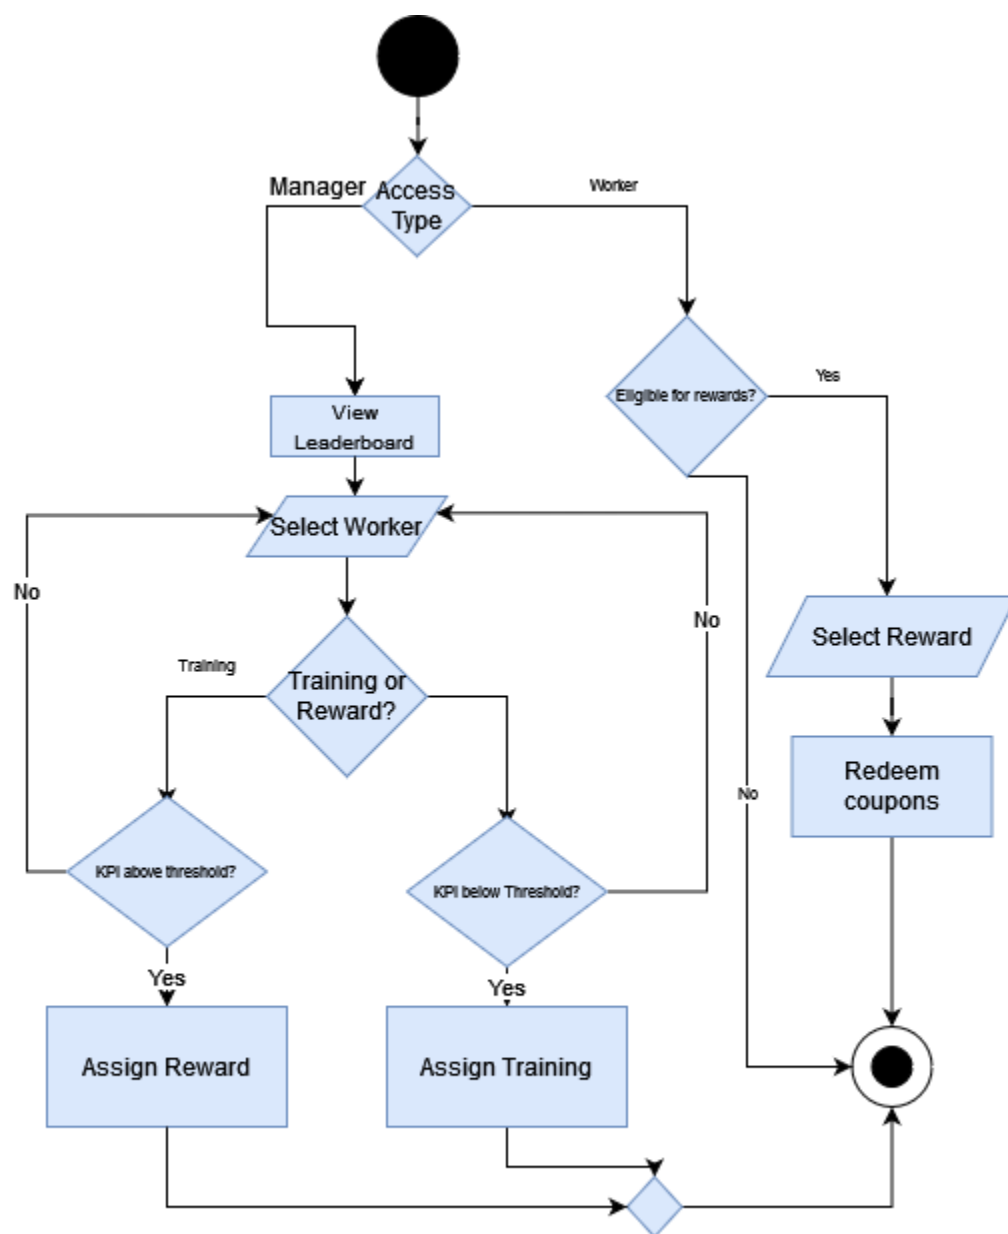 Manager
Access
Type
Worker
Eligible for rewards?
Yes
View
Leaderboard
Select Worker
No
No
Training
Training or
Reward?
Select Reward
Redeem
coupons
No
KPI above threshold?
KPI below Threshold?
Yes
Yes
Assign Reward
Assign Training